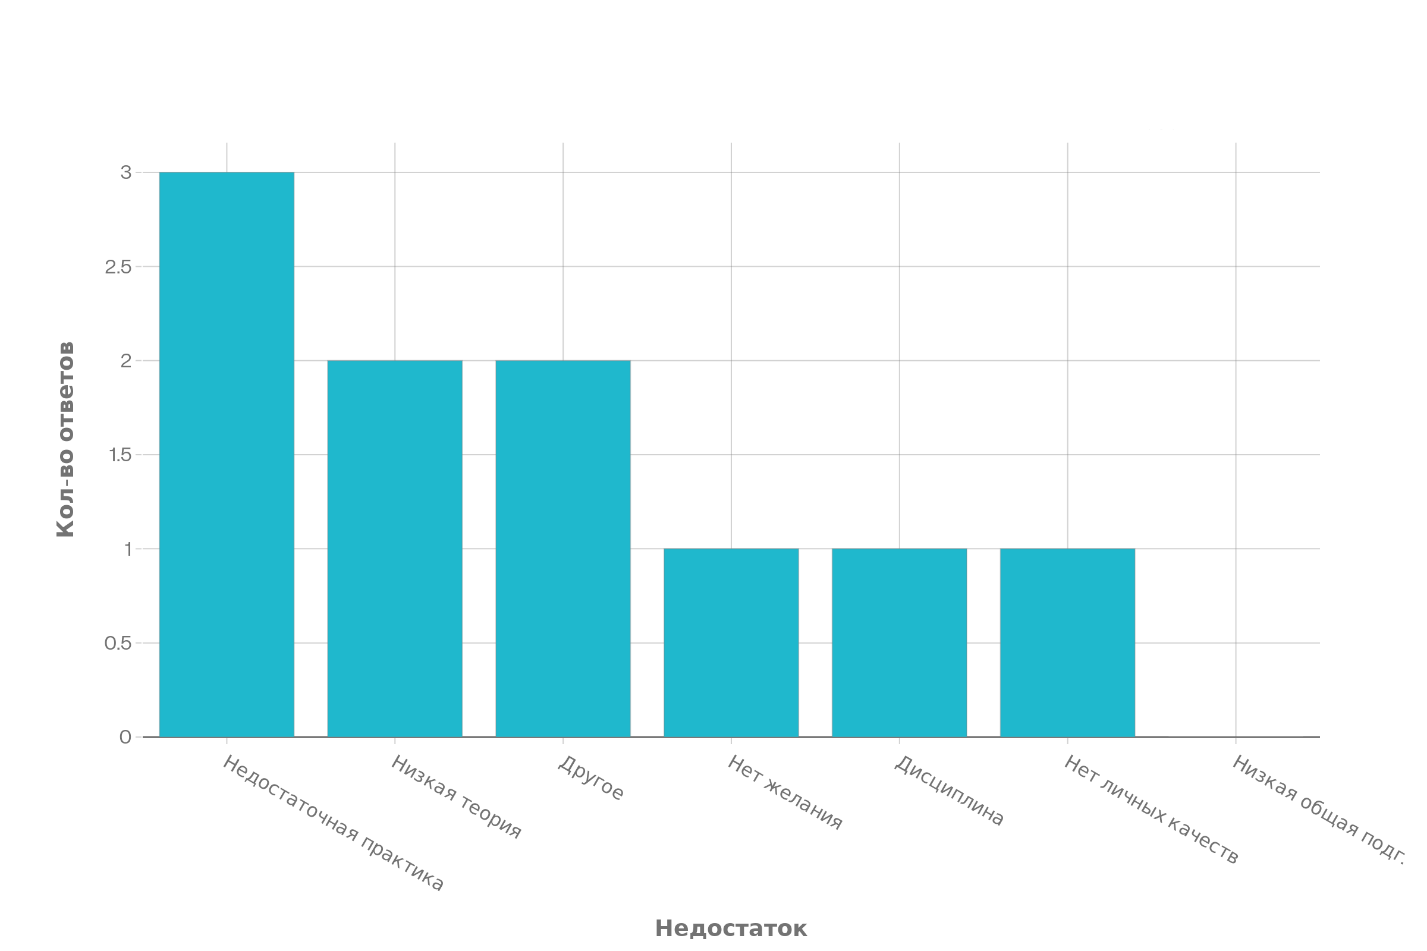 3
2.5
2
1.5
1
0.5
0
Кол-во ответов
Недостаточная практика
Низкая теория
Другое
Нет желания
Дисциплина
Нет личных качеств
Низкая общая подг.
Недостаток